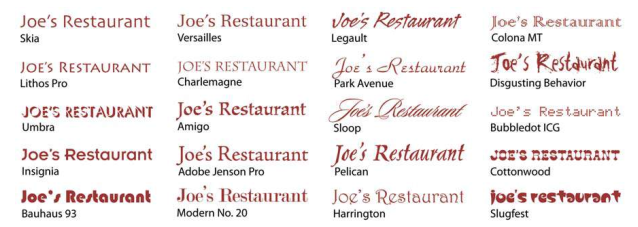 Joe's Restaurant
Skia
Joe's Restaurant
Versailles
Joe's Restaurant
Legault
Joe's Restaurant
Colona MT
JOE'S RESTAURANT
Lithos Pro
JOE'S RESTAURANT
Charlemagne
Joe's Restaurant
Park Avenue
Joe's Restaurant
Disgusting Behavior
JOE'S RESTAURANT
Umbra
Joe's Restaurant
Amigo
Joe's Restaurant
Sloop
Joe's Restaurant
Bubbledot ICG
Joe's Restaurant
Insignia
Joe's Restaurant
Adobe Jenson Pro
Joe's Restaurant
Pelican
JOE'S RESTAURANT
Cottonwood
Joe's Restaurant
Bauhaus 93
Joe's Restaurant
Modern No. 20
Joe's Restaurant
Harrington
joe's restaurant
Slugfest